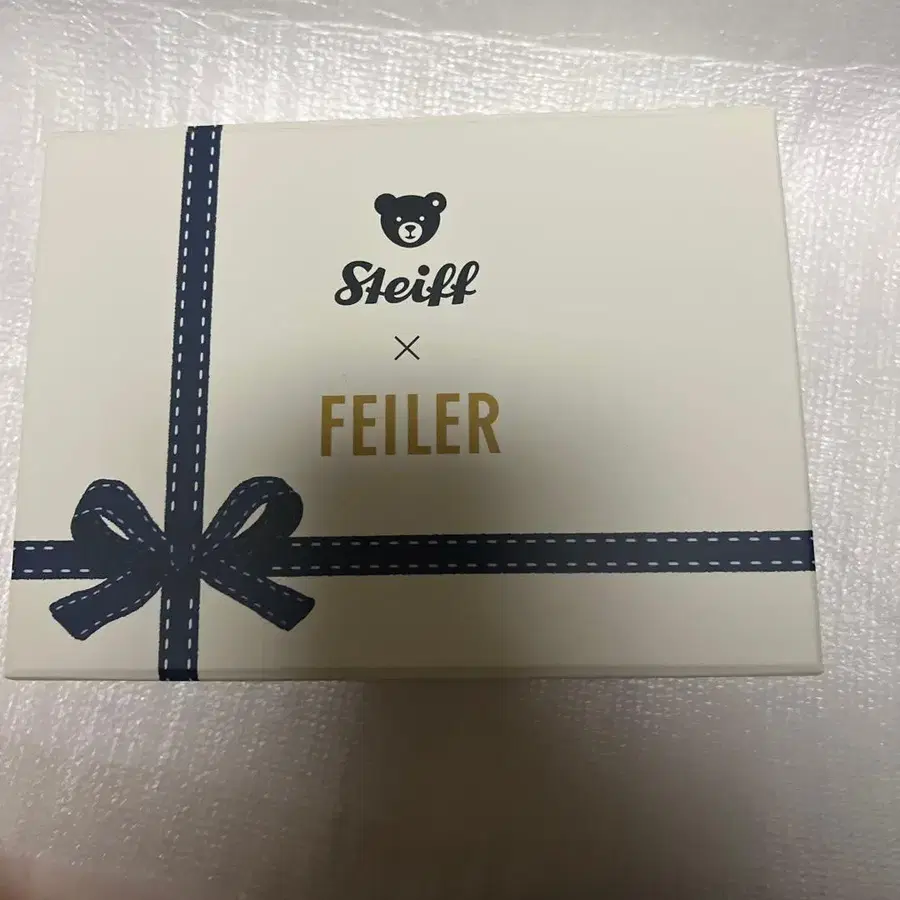 Steiff
×
FEILER